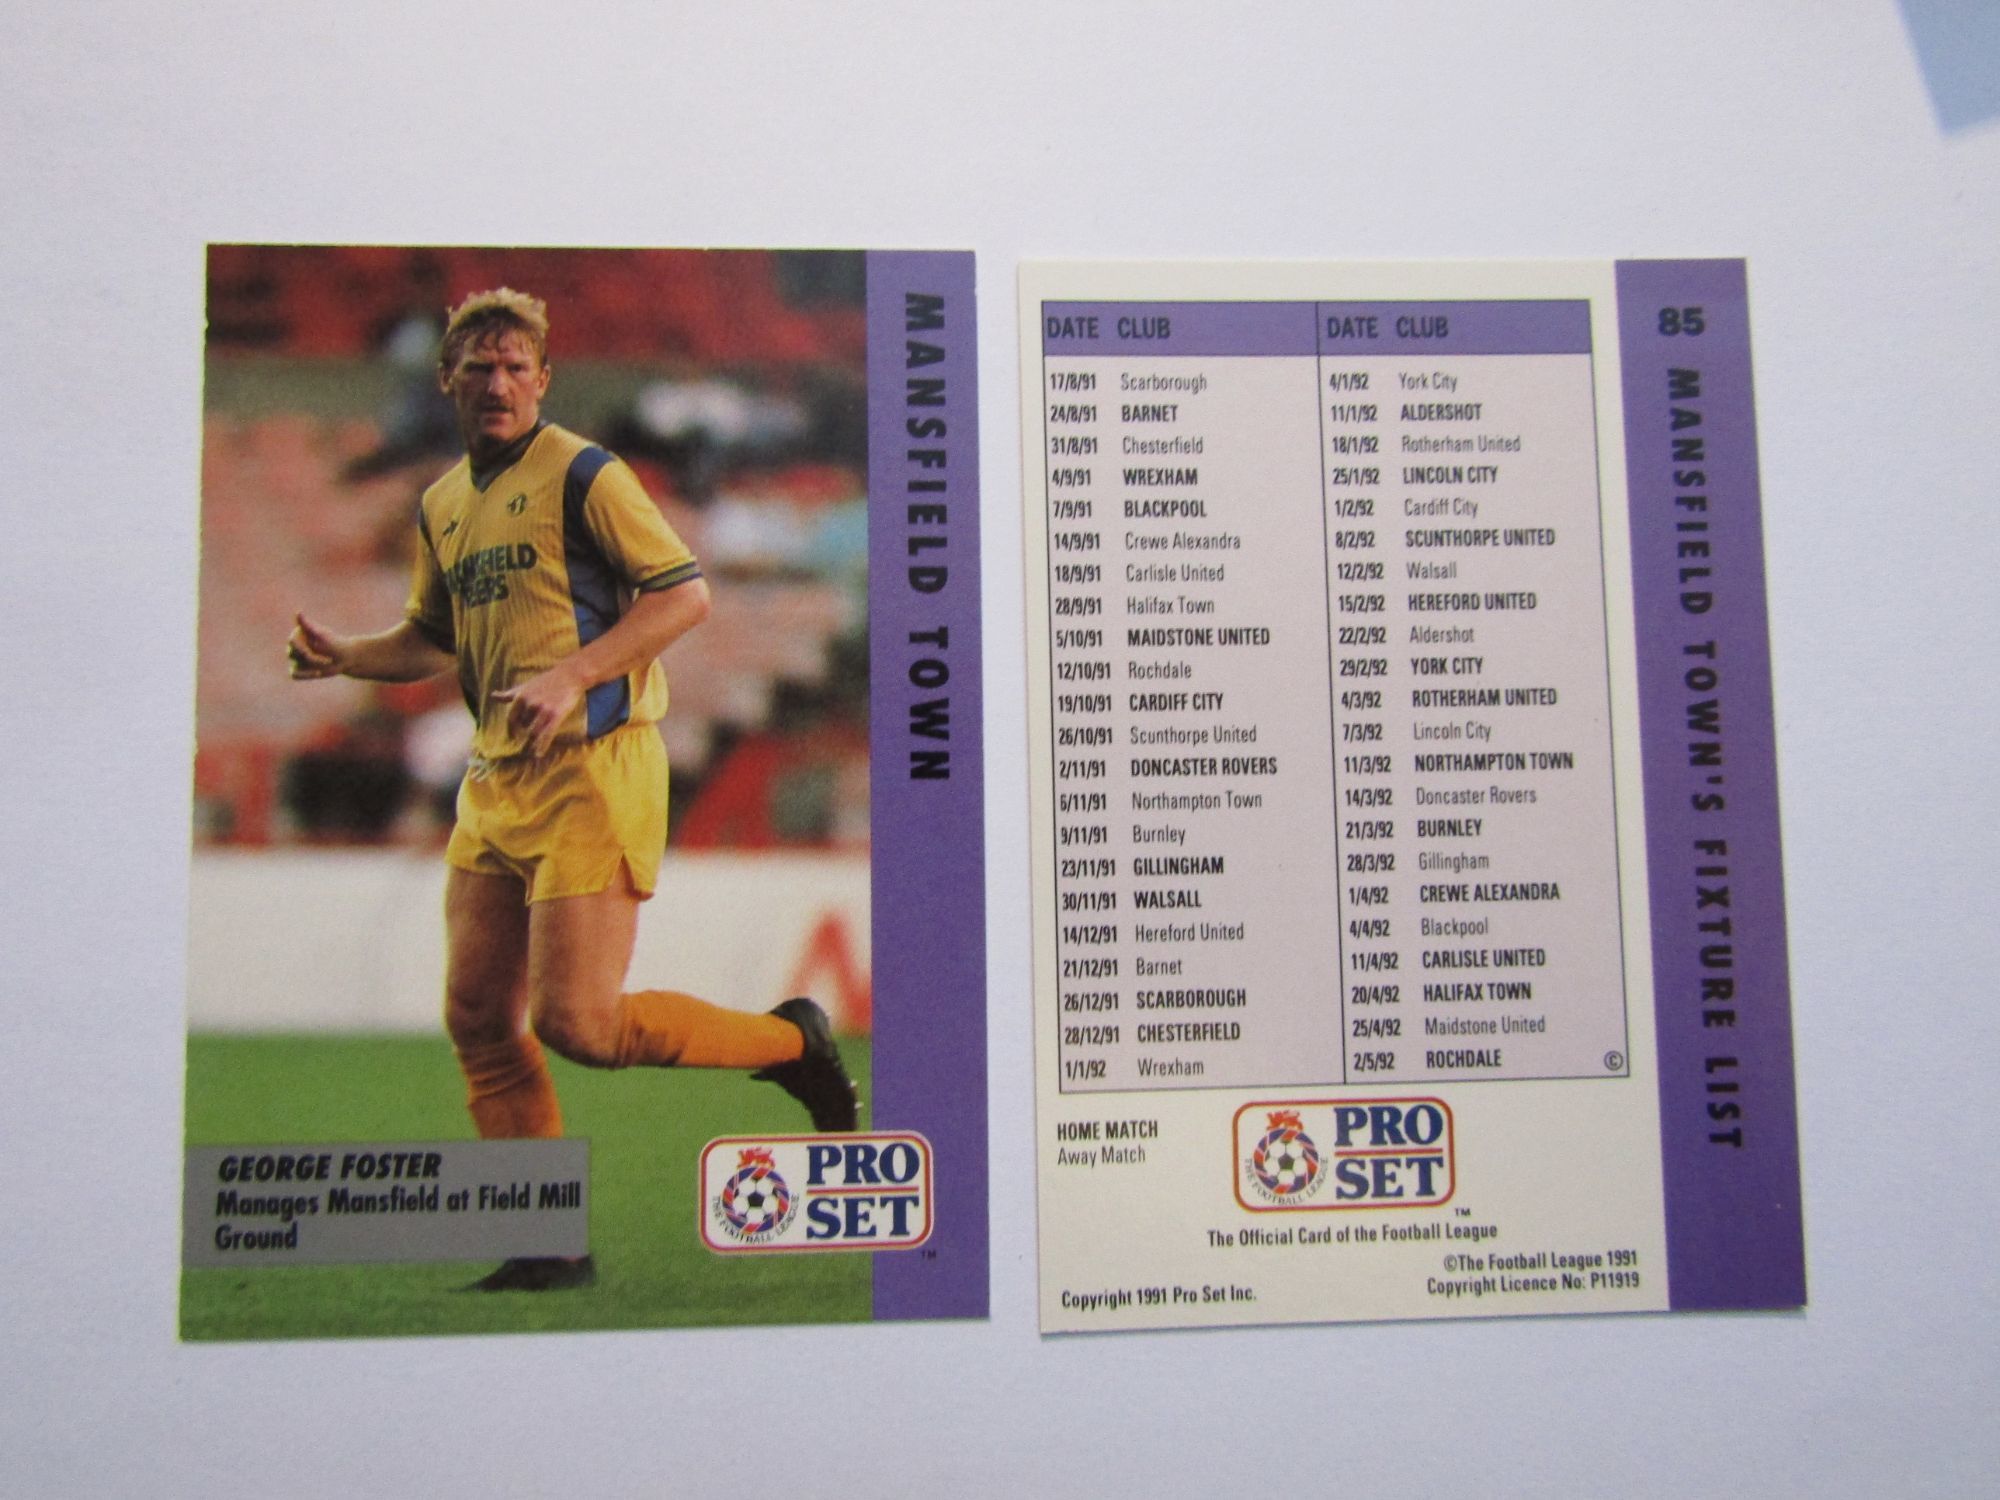 MANSFIELD TOWN
GEORGE FOSTER
Manages Mansfield at Field Mill
Ground
THE FOOTBALL LEAGUE
PRO
SET
TM
DATE CLUB DATE CLUB
17/8/91 Scarborough
24/8/91 BARNET
31/8/91 Chesterfield
4/9/91 WREXHAM
7/9/91 BLACKPOOL
14/9/91 Crewe Alexandra
18/9/91 Carlisle United
28/9/91 Halifax Town
5/10/91 MAIDSTONE UNITED
12/10/91 Rochdale
19/10/91 CARDIFF CITY
26/10/91 Scunthorpe United
2/11/91 DONCASTER ROVERS
6/11/91 Northampton Town
9/11/91 Burnley
23/11/91 GILLINGHAM
30/11/91 WALSALL
14/12/91 Hereford United
21/12/91 Barnet
26/12/91 SCARBOROUGH
28/12/91 CHESTERFIELD
1/1/92 Wrexham
4/1/92 York City
11/1/92 ALDERSHOT
18/1/92 Rotherham United
25/1/92 LINCOLN CITY
1/2/92 Cardiff City
8/2/92 SCUNTHORPE UNITED
12/2/92 Walsall
15/2/92 HEREFORD UNITED
22/2/92 Aldershot
29/2/92 YORK CITY
4/3/92 ROTHERHAM UNITED
7/3/92 Lincoln City
11/3/92 NORTHAMPTON TOWN
14/3/92 Doncaster Rovers
21/3/92 BURNLEY
28/3/92 Gillingham
1/4/92 CREWE ALEXANDRA
4/4/92 Blackpool
11/4/92 CARLISLE UNITED
20/4/92 HALIFAX TOWN
25/4/92 Maidstone United
2/5/92 ROCHDALE
©
HOME MATCH
Away Match
THE FOOTBALL LEAGUE
PRO
SET
TM
The Official Card of the Football League
©The Football League 1991
Copyright Licence No: P11919
Copyright 1991 Pro Set Inc.
85 MANSFIELD TOWN'S FIXTURE LIST